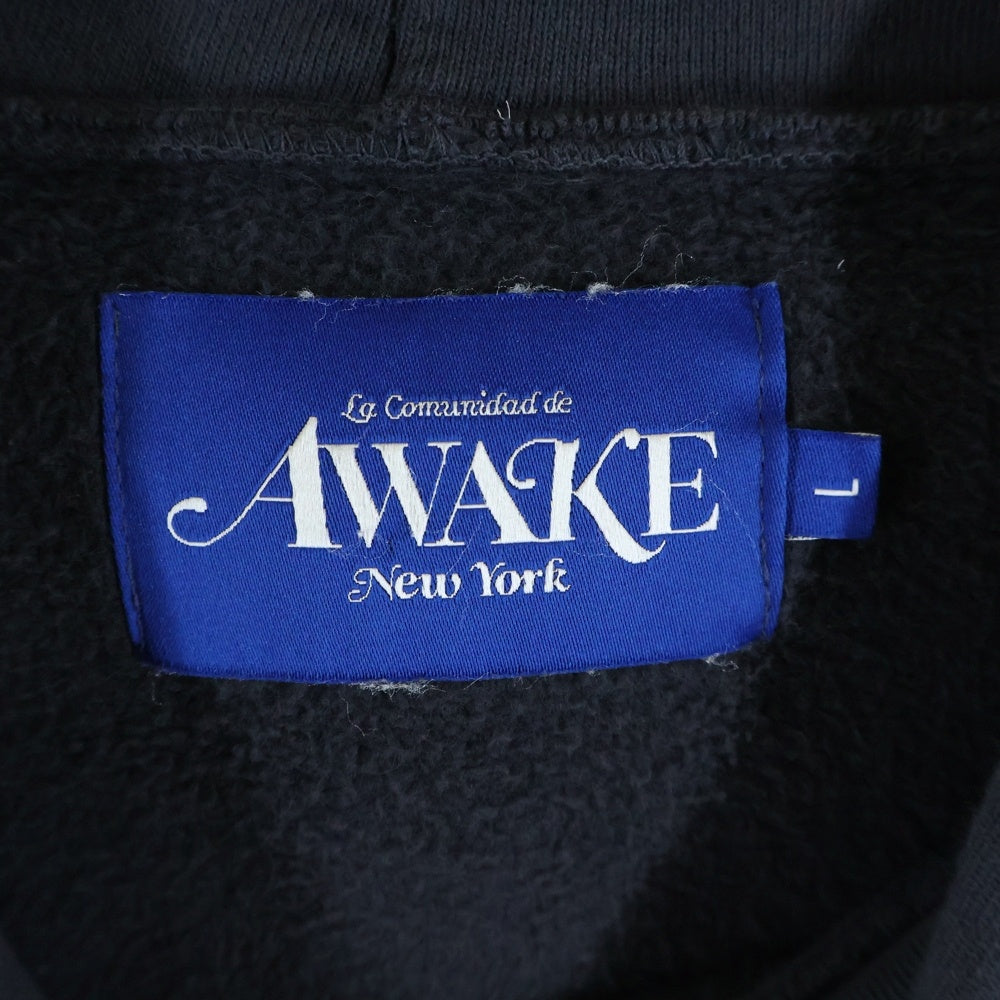 La Comunidad de
AWAKE
New York
L